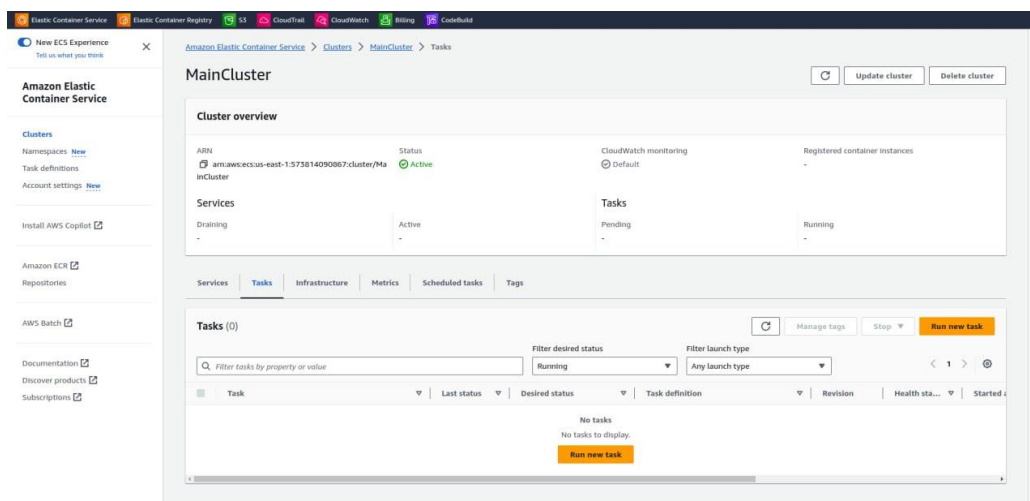 Elastic Container Service Elastic Container Registry S3 CloudTrail CloudWatch Billing CodeBuild
New ECS Experience
Tell us what you think
Amazon Elastic
Container Service
Clusters
Namespaces New
Task definitions
Account settings New
Install AWS Copilot
Amazon ECR
Repositories
AWS Batch
Documentation
Discover products
Subscriptions
Amazon Elastic Container Service > Clusters > MainCluster > Tasks
MainCluster
Update cluster Delete cluster
Cluster overview
ARN Status CloudWatch monitoring Registered container instances
arn:aws:ecs:us-east-1:573814090867:cluster/Ma Active Default -
inCluster
Services Tasks
Draining Active Pending Running
- - - -
Services Tasks Infrastructure Metrics Scheduled tasks Tags
Tasks (0) Manage tags Stop Run new task
Filter desired status Filter launch type
Filter tasks by property or value Running Any launch type < 1 >
Task Last status Desired status Task definition Revision Health sta... Started a
No tasks
No tasks to display.
Run new task